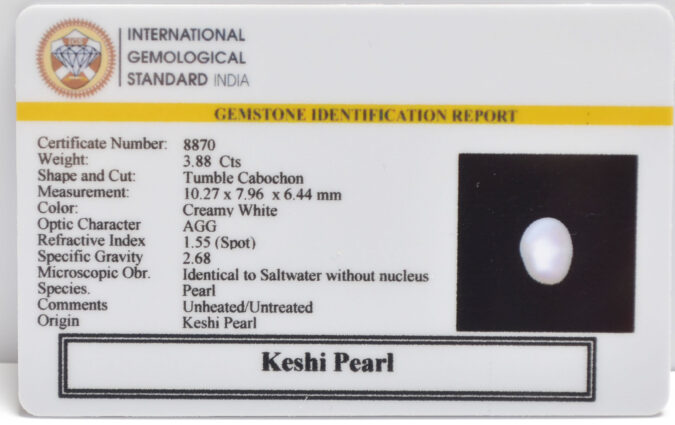 IGS
INTERNATIONAL
GEMOLOGICAL
STANDARD INDIA
GEMSTONE IDENTIFICATION REPORT
Certificate Number: 8870
Weight: 3.88 Cts
Shape and Cut: Tumble Cabochon
Measurement: 10.27 x 7.96 x 6.44 mm
Color: Creamy White
Optic Character AGG
Refractive Index 1.55 (Spot)
Specific Gravity 2.68
Microscopic Obr. Identical to Saltwater without nucleus
Species. Pearl
Comments Unheated/Untreated
Origin Keshi Pearl
Keshi Pearl